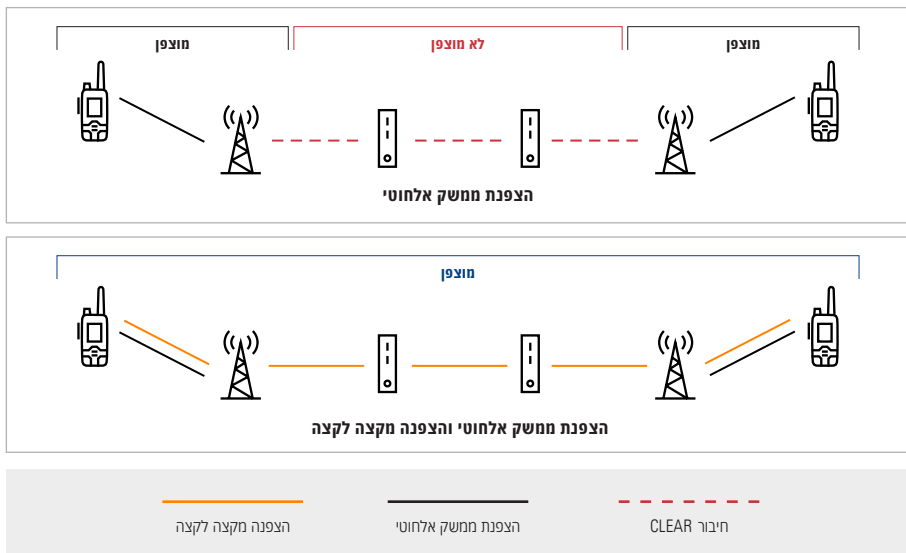 מוצפן
לא מוצפן
מוצפן
הצפנת ממשק אלחוטי
מוצפן
הצפנת ממשק אלחוטי והצפנה מקצה לקצה
חיבור CLEAR
הצפנת ממשק אלחוטי
הצפנה מקצה לקצה